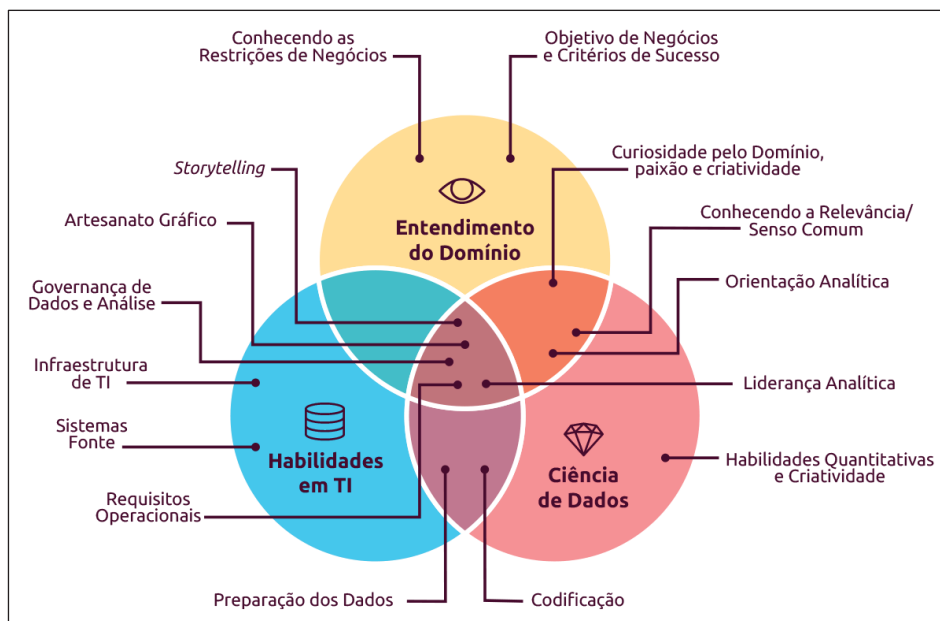 Conhecendo as
Restrições de Negócios
Objetivo de Negócios
e Critérios de Sucesso
Storytelling
Curiosidade pelo Domínio,
paixão e criatividade
Artesanato Gráfico
Entendimento
do Domínio
Conhecendo a Relevância/
Senso Comum
Governança de
Dados e Análise
Orientação Analítica
Infraestrutura
de TI
Liderança Analítica
Sistemas
Fonte
Habilidades
em TI
Ciência
de Dados
Habilidades Quantitativas
e Criatividade
Requisitos
Operacionais
Preparação dos Dados
Codificação